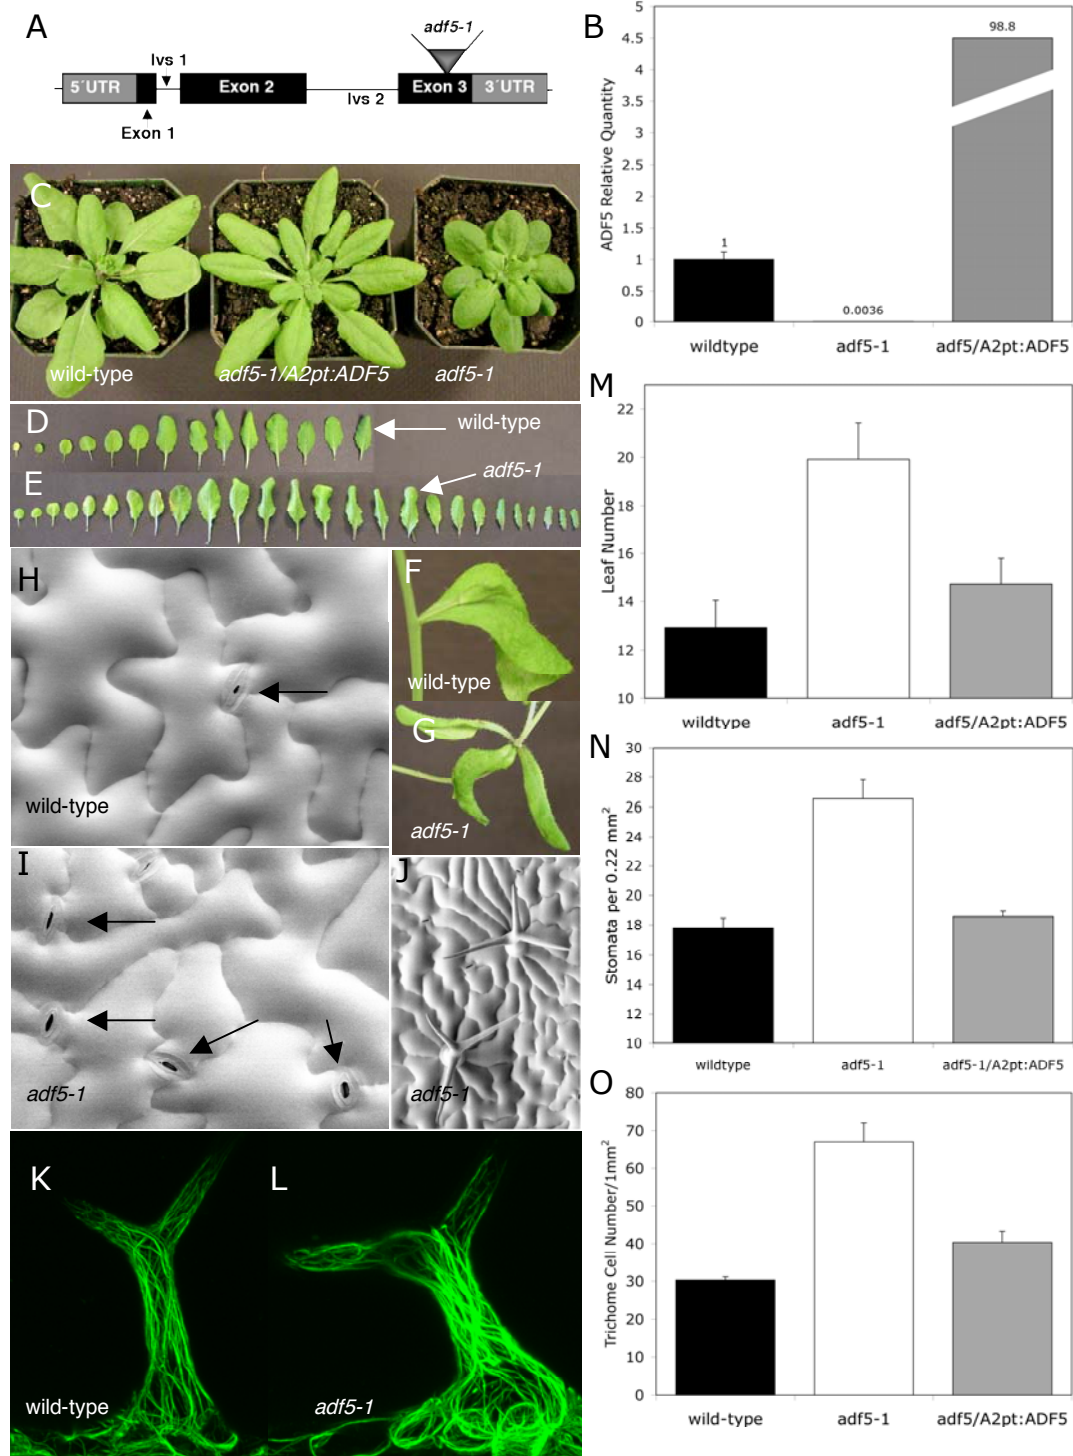 A
adf5-1
Ivs 1
5´UTR
Exon 2
Exon 3
3´UTR
Ivs 2
Exon 1
B
ADF5 Relative Quantity
5
4.5
4
3.5
3
2.5
2
1.5
1
0.5
0
1
0.0036
98.8
wildtype
adf5-1
adf5/A2pt:ADF5
C
wild-type
adf5-1/A2pt:ADF5
adf5-1
D
wild-type
E
adf5-1
F
wild-type
G
adf5-1
H
wild-type
I
adf5-1
J
adf5-1
K
wild-type
L
adf5-1
M
Leaf Number
22
20
18
16
14
12
10
wildtype
adf5-1
adf5/A2pt:ADF5
N
Stomata per 0.22 mm²
30
28
26
24
22
20
18
16
14
12
10
wildtype
adf5-1
adf5-1/A2pt:ADF5
O
Trichome Cell Number/1mm²
80
70
60
50
40
30
20
10
0
wild-type
adf5-1
adf5/A2pt:ADF5